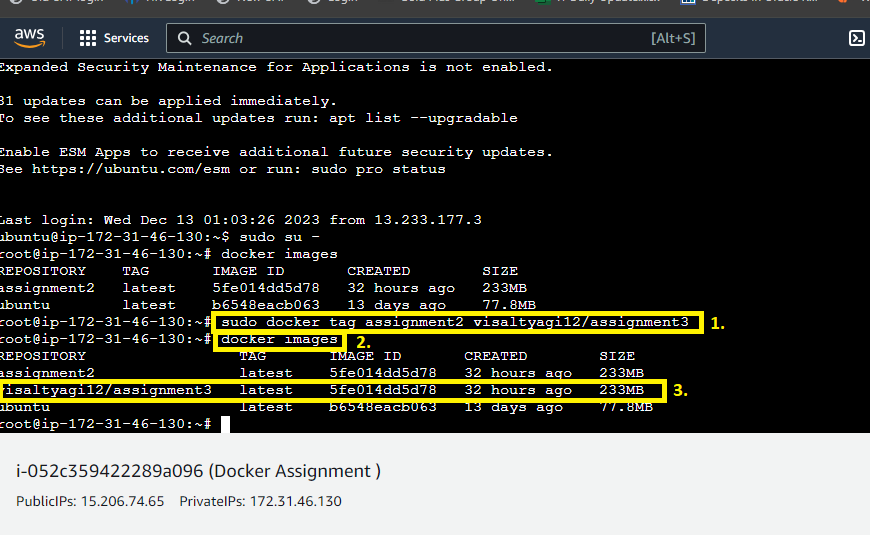 aws
Services
Search
[Alt+S]
Expanded Security Maintenance for Applications is not enabled.
31 updates can be applied immediately.
To see these additional updates run: apt list --upgradable
Enable ESM Apps to receive additional future security updates.
See https://ubuntu.com/esm or run: sudo pro status
Last login: Wed Dec 13 01:03:26 2023 from 13.233.177.3
ubuntu@ip-172-31-46-130:~$ sudo su -
root@ip-172-31-46-130:~# docker images
REPOSITORY TAG IMAGE ID CREATED SIZE
assignment2 latest 5fe014dd5d78 32 hours ago 233MB
ubuntu latest b6548eacb063 13 days ago 77.8MB
root@ip-172-31-46-130:~# sudo docker tag assignment2 visaltyagi12/assignment3 1.
root@ip-172-31-46-130:~# docker images 2.
REPOSITORY TAG IMAGE ID CREATED SIZE
assignment2 latest 5fe014dd5d78 32 hours ago 233MB
visaltyagi12/assignment3 latest 5fe014dd5d78 32 hours ago 233MB 3.
ubuntu latest b6548eacb063 13 days ago 77.8MB
root@ip-172-31-46-130:~#
i-052c359422289a096 (Docker Assignment )
PublicIPs: 15.206.74.65 PrivateIPs: 172.31.46.130